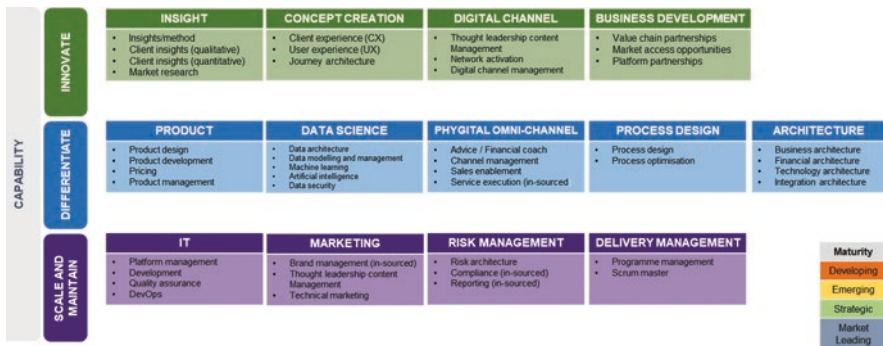 CAPABILITY
INNOVATE
INSIGHT
• Insights/method
• Client insights (qualitative)
• Client insights (quantitative)
• Market research
CONCEPT CREATION
• Client experience (CX)
• User experience (UX)
• Journey architecture
DIGITAL CHANNEL
• Thought leadership content
Management
• Network activation
• Digital channel management
BUSINESS DEVELOPMENT
• Value chain partnerships
• Market access opportunities
• Platform partnerships
DIFFERENTIATE
PRODUCT
• Product design
• Product development
• Pricing
• Product management
DATA SCIENCE
• Data architecture
• Data modelling and management
• Machine learning
• Artificial intelligence
• Data security
PHYGITAL OMNI-CHANNEL
• Advice / Financial coach
• Channel management
• Sales enablement
• Service execution (in-sourced
PROCESS DESIGN
• Process design
• Process optimisation
ARCHITECTURE
• Business architecture
• Financial architecture
• Technology architecture
• Integration architecture
SCALE AND
MAINTAIN
IT
• Platform management
• Development
• Quality assurance
• DevOps
MARKETING
• Brand management (in-sourced)
• Thought leadership content
Management
• Technical marketing
RISK MANAGEMENT
• Risk architecture
• Compliance (in-sourced)
• Reporting (in-sourced)
DELIVERY MANAGEMENT
• Programme management
• Scrum master
Maturity
Developing
Emerging
Strategic
Market
Leading